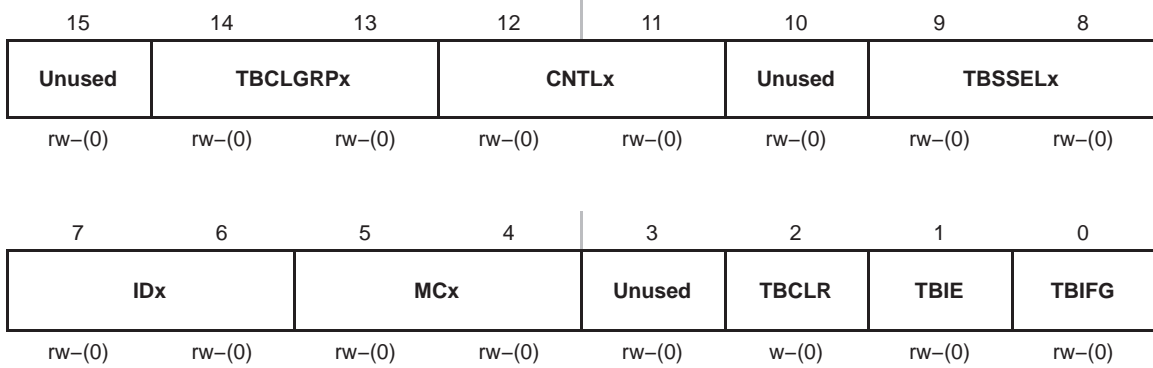 15 14 13 12 11 10 9 8
Unused TBCLGRPx CNTLx Unused TBSSELx
rw−(0) rw−(0) rw−(0) rw−(0) rw−(0) rw−(0) rw−(0) rw−(0)
7 6 5 4 3 2 1 0
IDx MCx Unused TBCLR TBIE TBIFG
rw−(0) rw−(0) rw−(0) rw−(0) rw−(0) w−(0) rw−(0) rw−(0)